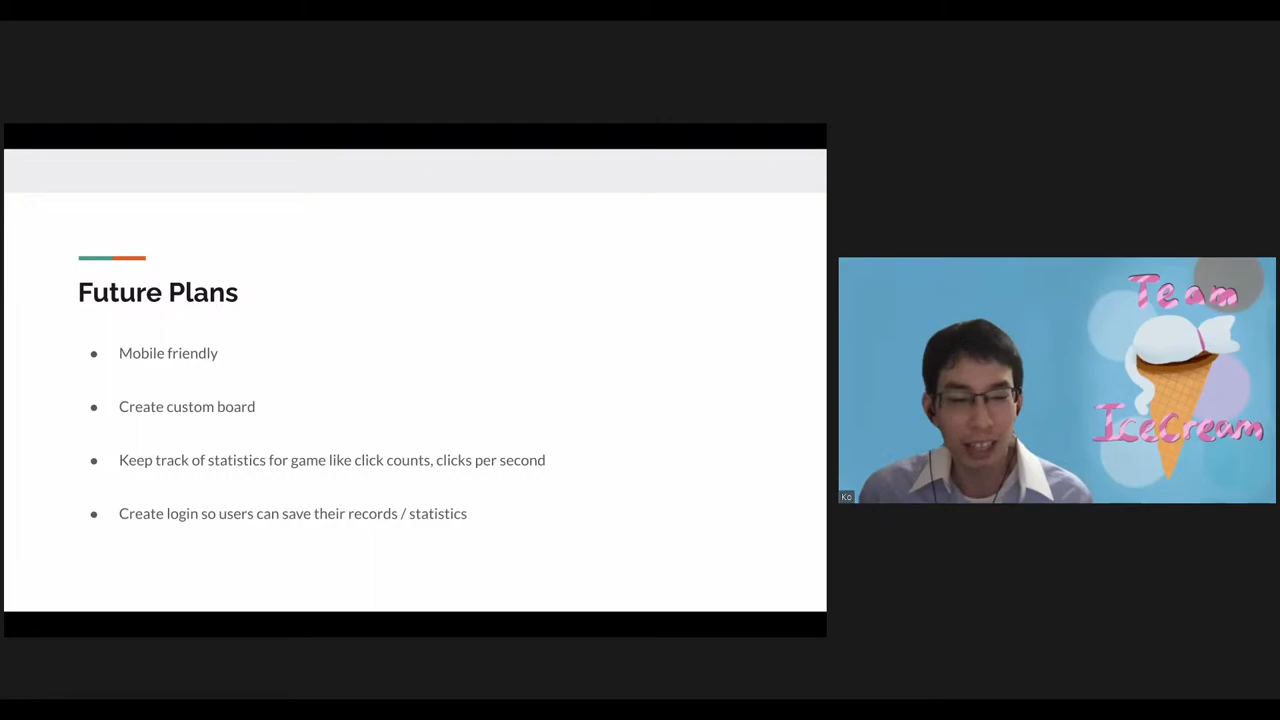 Future Plans
● Mobile friendly
● Create custom board
● Keep track of statistics for game like click counts, clicks per second
● Create login so users can save their records / statistics
Team
IceCream
Ko